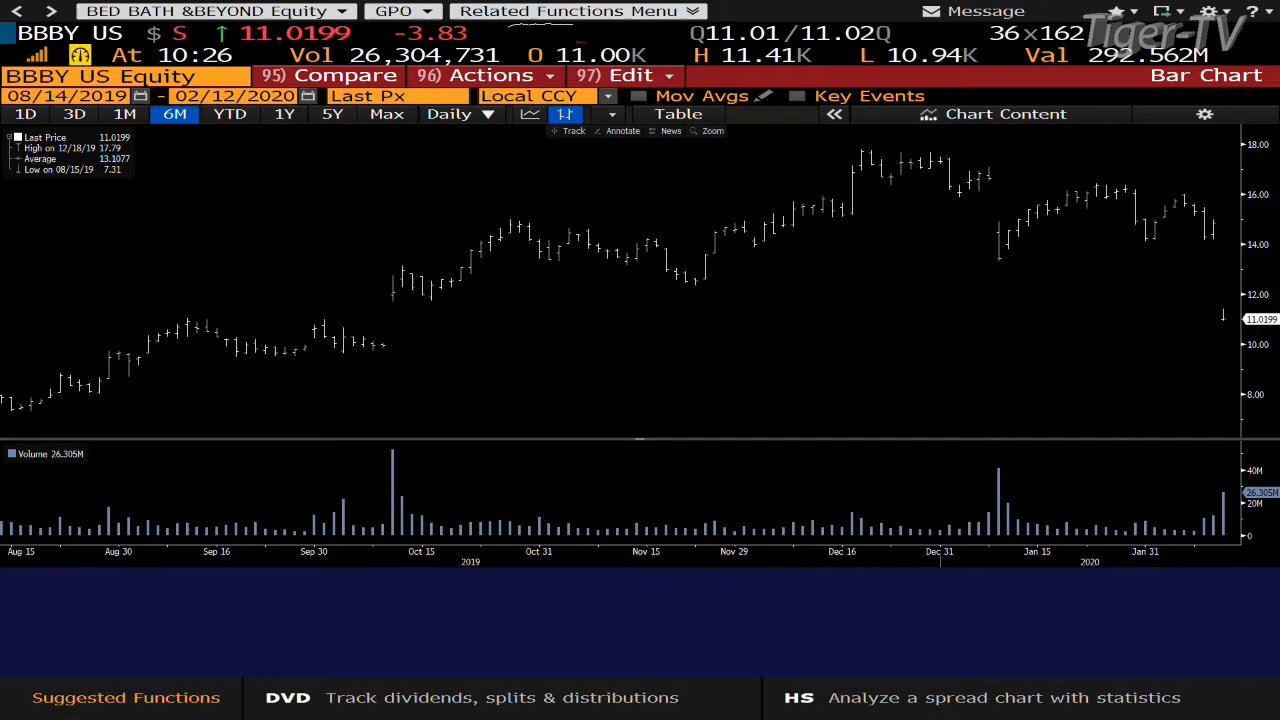 BED BATH &BEYOND Equity GPO Related Functions Menu Message ?
BBBY US $ S ↑ 11.0199 -3.83 Q11.01/11.02Q 36×162
Tiger-TV
At 10:26 Vol 26,304,731 O 11.00K H 11.41K L 10.94K Val 292.562M
BBBY US Equity 95) Compare 96) Actions 97) Edit Bar Chart
08/14/2019 - 02/12/2020 Last Px Local CCY Mov Avgs Key Events
1D 3D 1M 6M YTD 1Y 5Y Max Daily ▼ Table « Chart Content
Track Annotate News Zoom
Last Price 11.0199
High on 12/18/19 17.79
Average 13.1077
Low on 08/15/19 7.31
18.00
16.00
14.00
12.00
11.0199
10.00
8.00
Volume 26.305M
40M
26.305M
20M
0
Aug 15 Aug 30 Sep 16 Sep 30 Oct 15 Oct 31 Nov 15 Nov 29 Dec 16 Dec 31 Jan 15 Jan 31
2019 2020
Suggested Functions DVD Track dividends, splits & distributions HS Analyze a spread chart with statistics